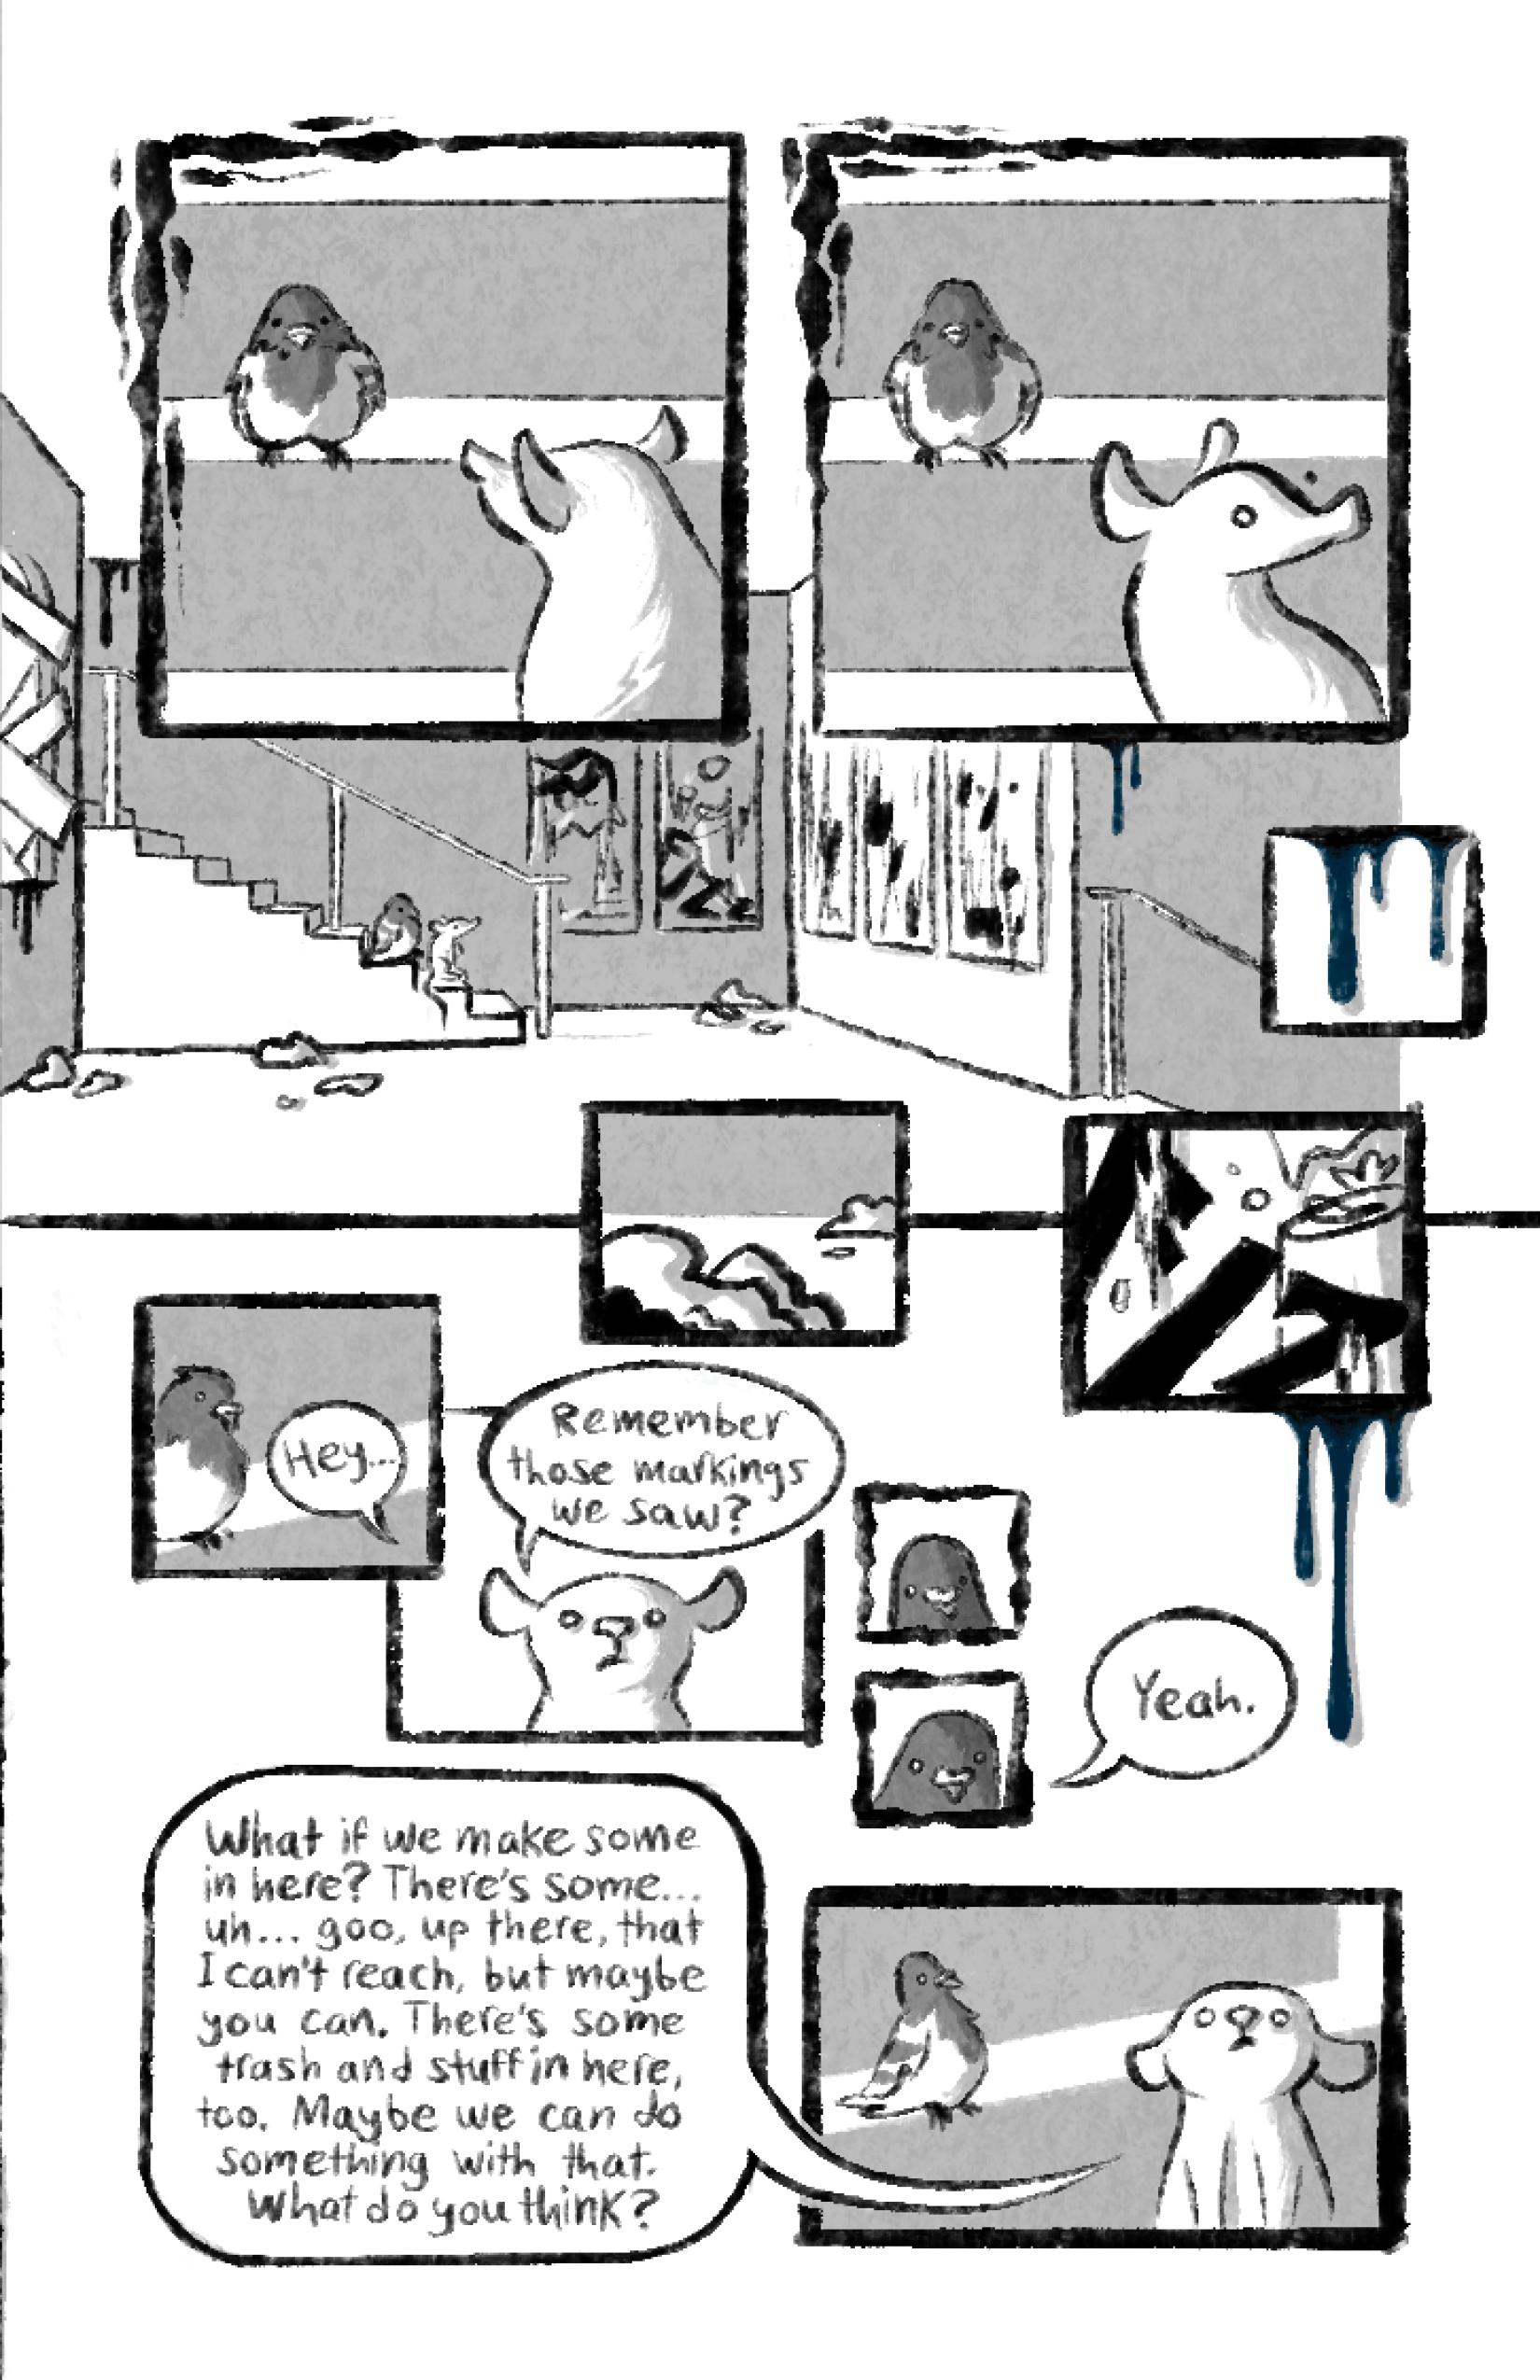 Hey...
Remember
those markings
we saw?
Yeah.
What if we make some
in here? There's some...
uh... goo, up there, that
I can't reach, but maybe
you can. There's some
trash and stuff in here,
too. Maybe we can do
something with that.
What do you think?